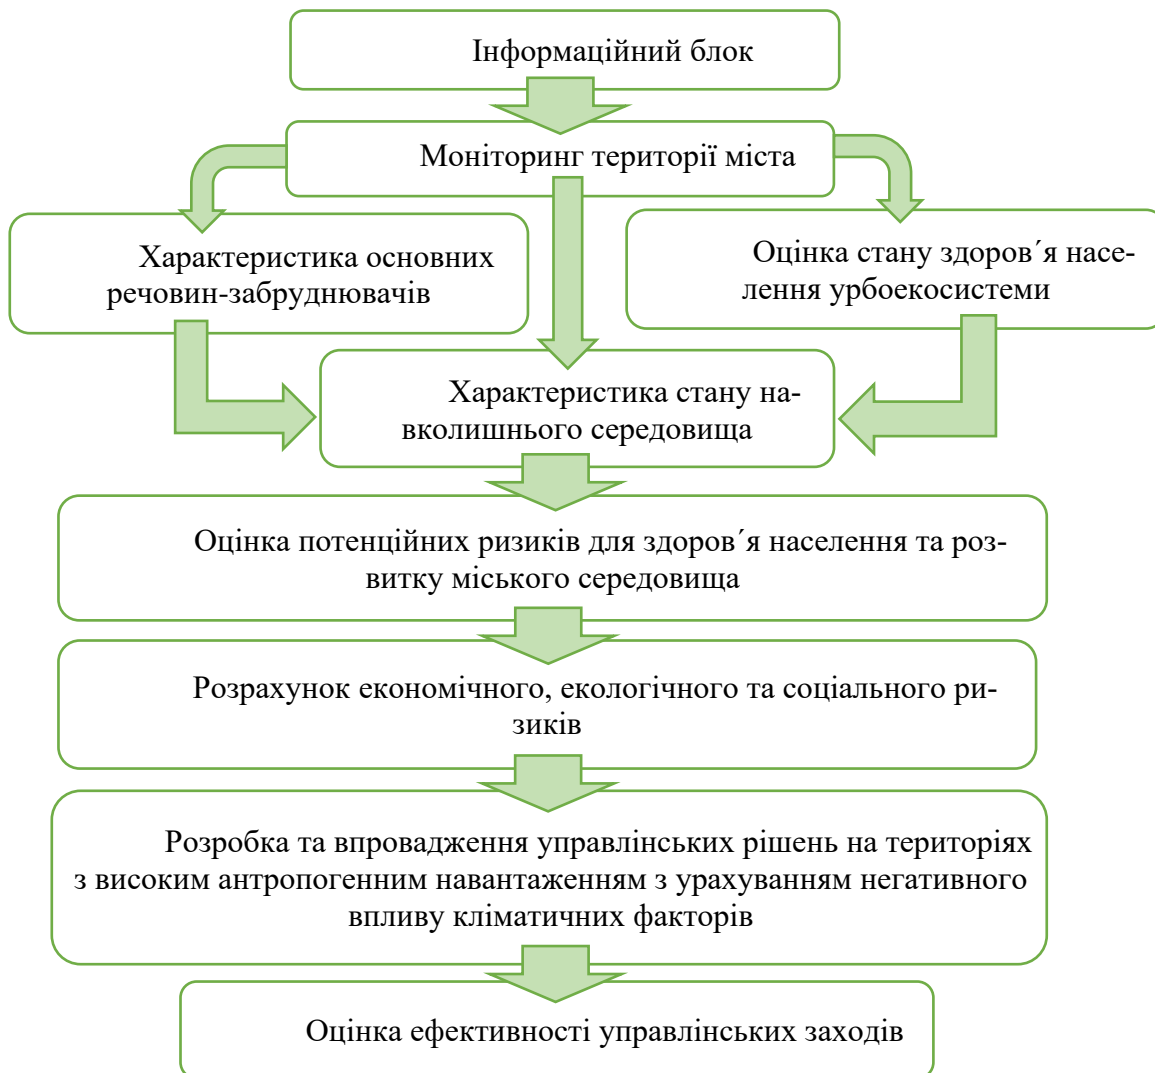 Інформаційний блок
Моніторинг території міста
Характеристика основних
речовин-забруднювачів
Оцінка стану здоров´я насе-
лення урбоекосистеми
Характеристика стану на-
вколишнього середовища
Оцінка потенційних ризиків для здоров´я населення та роз-
витку міського середовища
Розрахунок економічного, екологічного та соціального ри-
зиків
Розробка та впровадження управлінських рішень на територіях
з високим антропогенним навантаженням з урахуванням негативного
впливу кліматичних факторів
Оцінка ефективності управлінських заходів